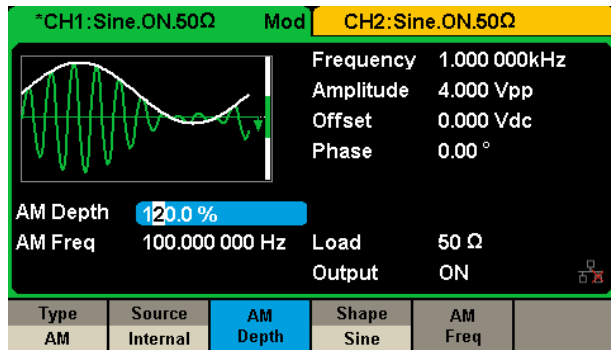 *CH1:Sine.ON.50Ω Mod CH2:Sine.ON.50Ω
Frequency 1.000 000kHz
Amplitude 4.000 Vpp
Offset 0.000 Vdc
Phase 0.00 °
AM Depth 120.0 %
AM Freq 100.000 000 Hz
Load 50 Ω
Output ON
Type Source AM Depth Shape AM Freq
AM Internal Sine